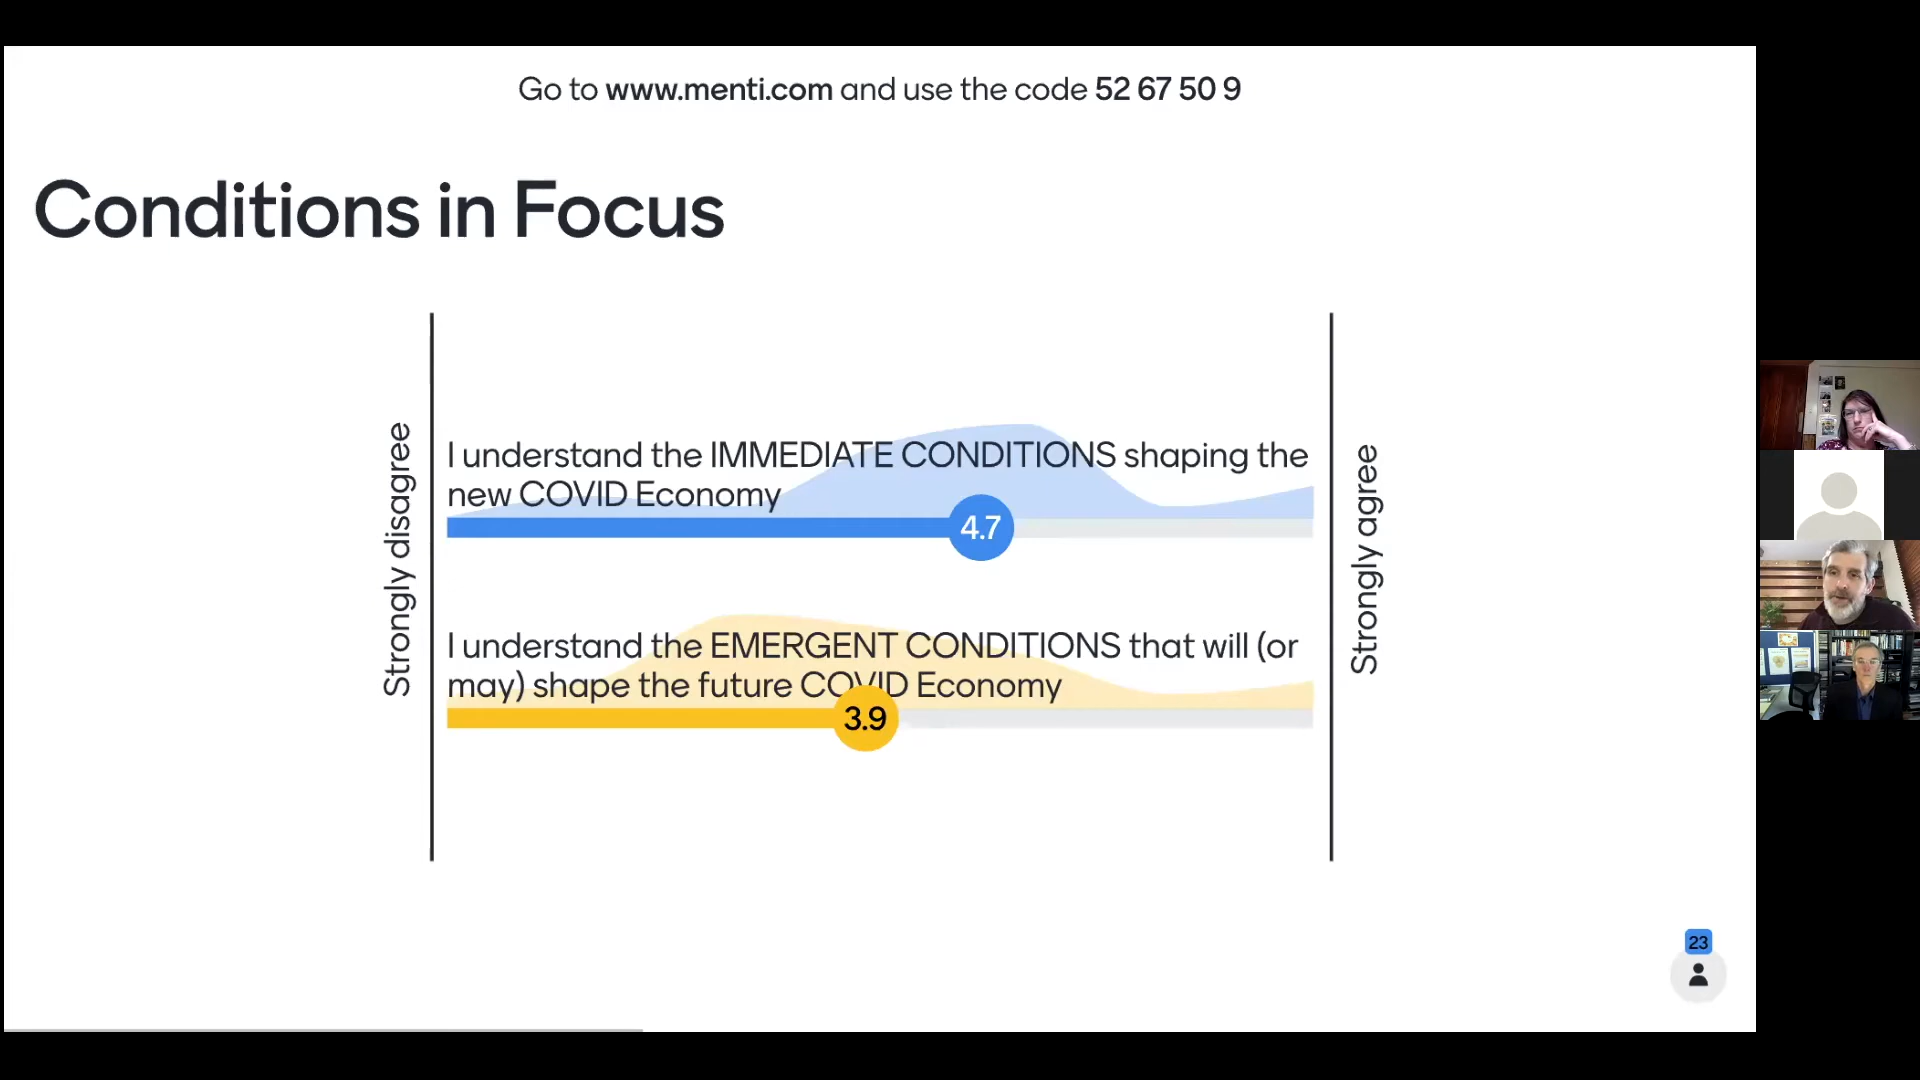 Go to www.menti.com and use the code 52 67 50 9
Conditions in Focus
Strongly disagree
I understand the IMMEDIATE CONDITIONS shaping the
new COVID Economy
4.7
I understand the EMERGENT CONDITIONS that will (or
may) shape the future COVID Economy
3.9
Strongly agree
23